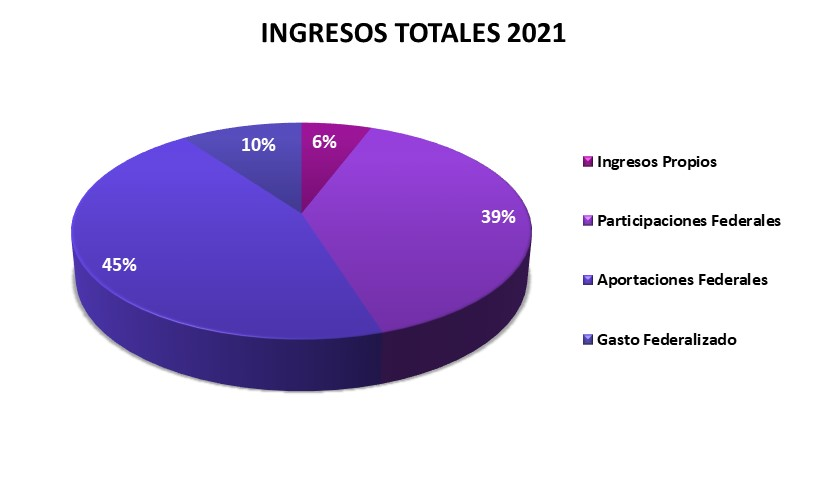 INGRESOS TOTALES 2021
10%
6%
39%
45%
Ingresos Propios
Participaciones Federales
Aportaciones Federales
Gasto Federalizado